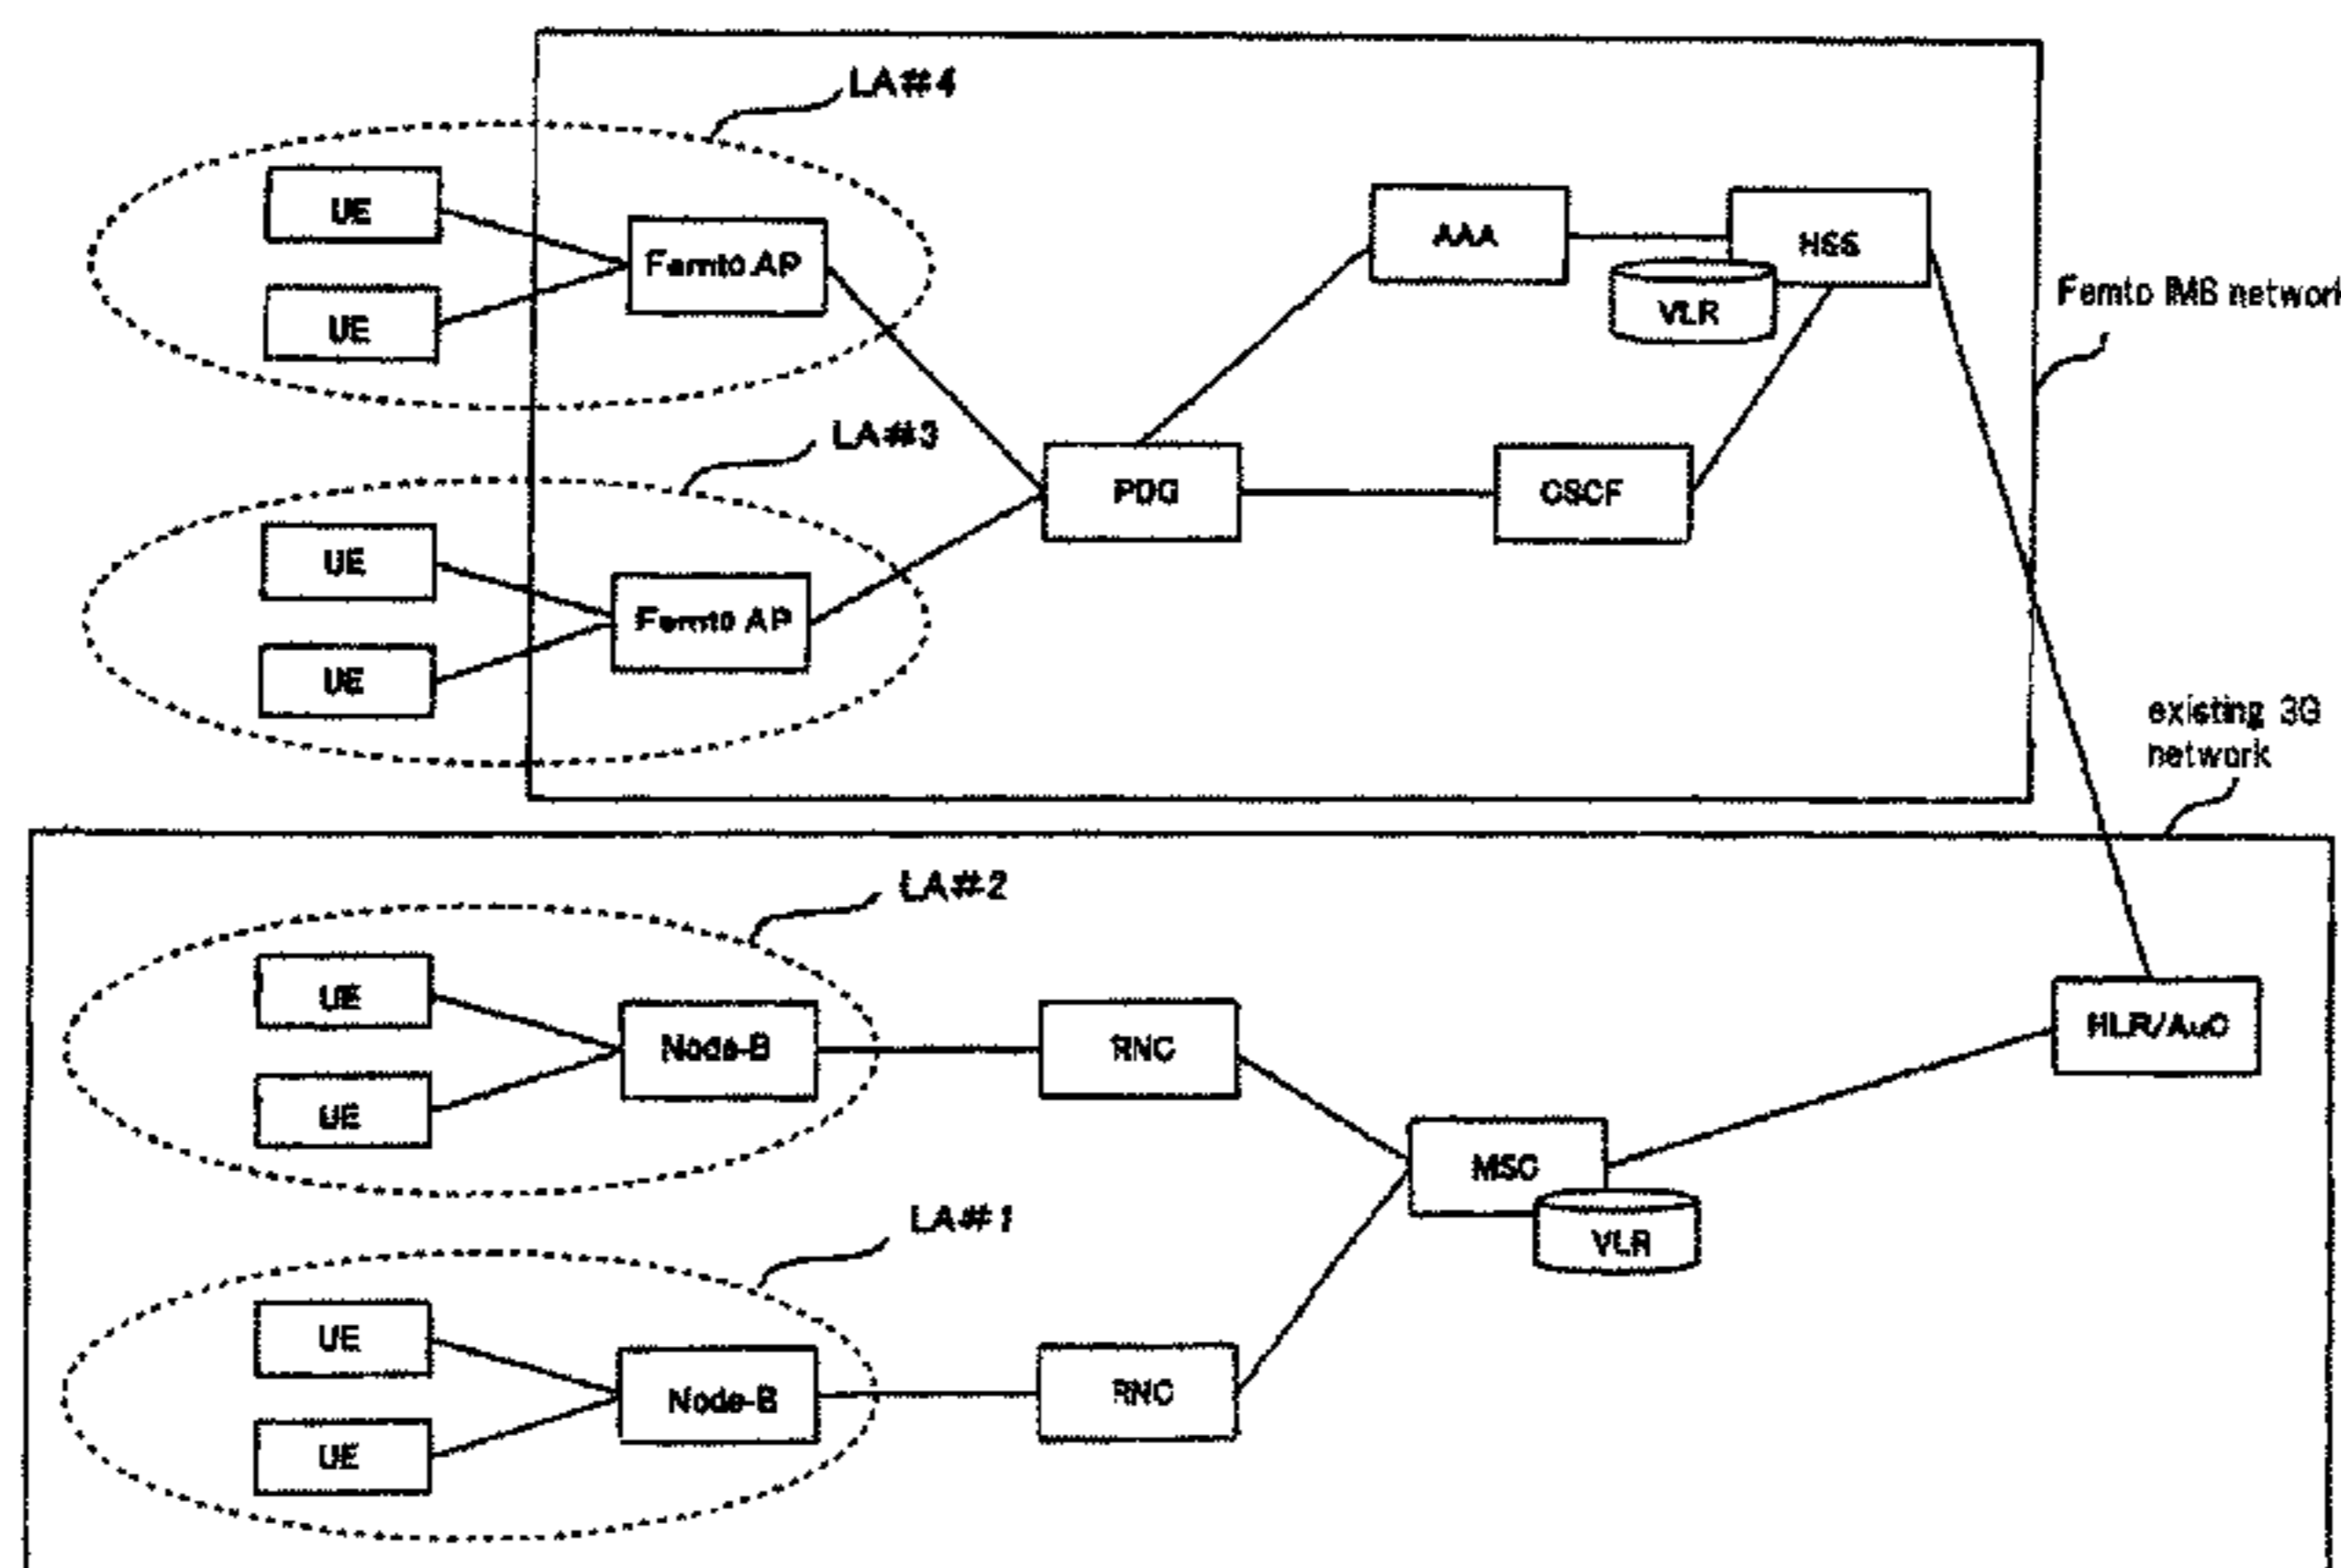 LA#4
UE
Femto AP
UE
AAA
HSS
VLR
Femto IMS network
LA#3
PDG
CSCF
UE
Femto AP
UE
existing 3G
network
LA#2
UE
Node-B
RNC
HLR/AuC
UE
MSC
VLR
LA#1
UE
Node-B
RNC
UE